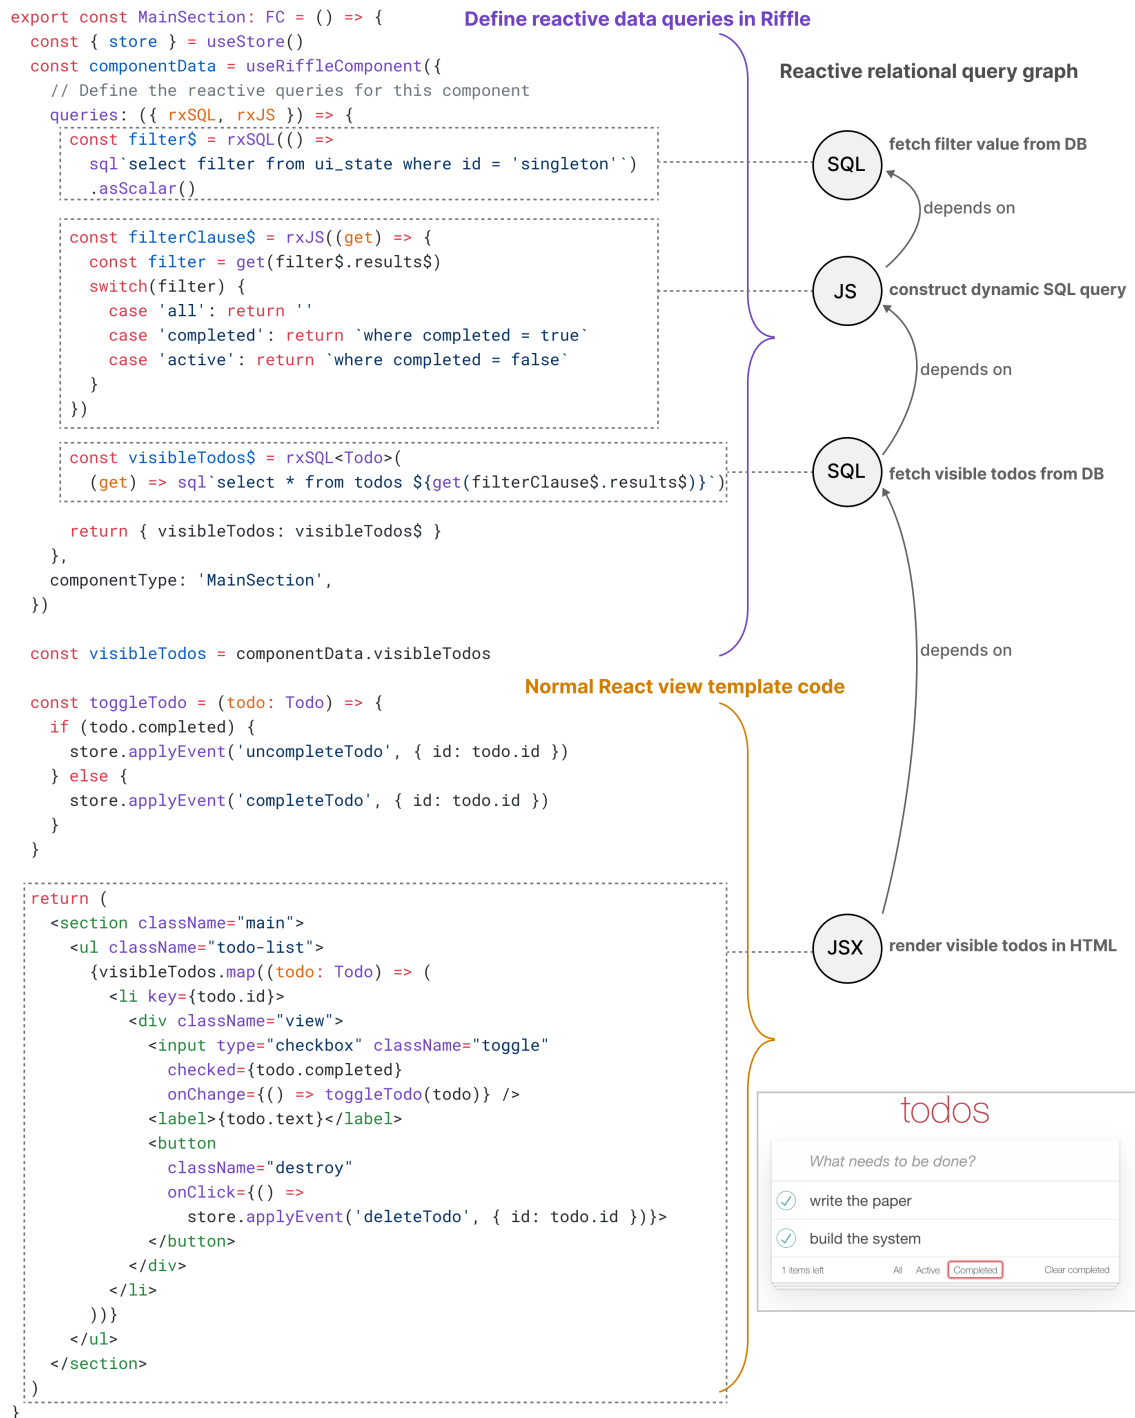 export const MainSection: FC = () => {
const { store } = useStore()
const componentData = useRiffleComponent({
// Define the reactive queries for this component
queries: ({ rxSQL, rxJS }) => {
const filter$ = rxSQL(() =>
sql`select filter from ui_state where id = 'singleton'`)
.asScalar()
const filterClause$ = rxJS((get) => {
const filter = get(filter$.results$)
switch(filter) {
case 'all': return ''
case 'completed': return `where completed = true`
case 'active': return `where completed = false`
}
})
const visibleTodos$ = rxSQL<Todo>(
(get) => sql`select * from todos ${get(filterClause$.results$)}`)
return { visibleTodos: visibleTodos$ }
},
componentType: 'MainSection',
})
const visibleTodos = componentData.visibleTodos
const toggleTodo = (todo: Todo) => {
if (todo.completed) {
store.applyEvent('uncompleteTodo', { id: todo.id })
} else {
store.applyEvent('completeTodo', { id: todo.id })
}
}
return (
<section className="main">
<ul className="todo-list">
{visibleTodos.map((todo: Todo) => (
<li key={todo.id}>
<div className="view">
<input type="checkbox" className="toggle"
checked={todo.completed}
onChange={() => toggleTodo(todo)} />
<label>{todo.text}</label>
<button
className="destroy"
onClick={() =>
store.applyEvent('deleteTodo', { id: todo.id })}>
</button>
</div>
</li>
))}
</ul>
</section>
)
}
Define reactive data queries in Riffle
Normal React view template code
Reactive relational query graph
SQL
fetch filter value from DB
depends on
JS
construct dynamic SQL query
depends on
SQL
fetch visible todos from DB
depends on
JSX
render visible todos in HTML
todos
What needs to be done?
write the paper
build the system
1 items left All Active Completed Clear completed